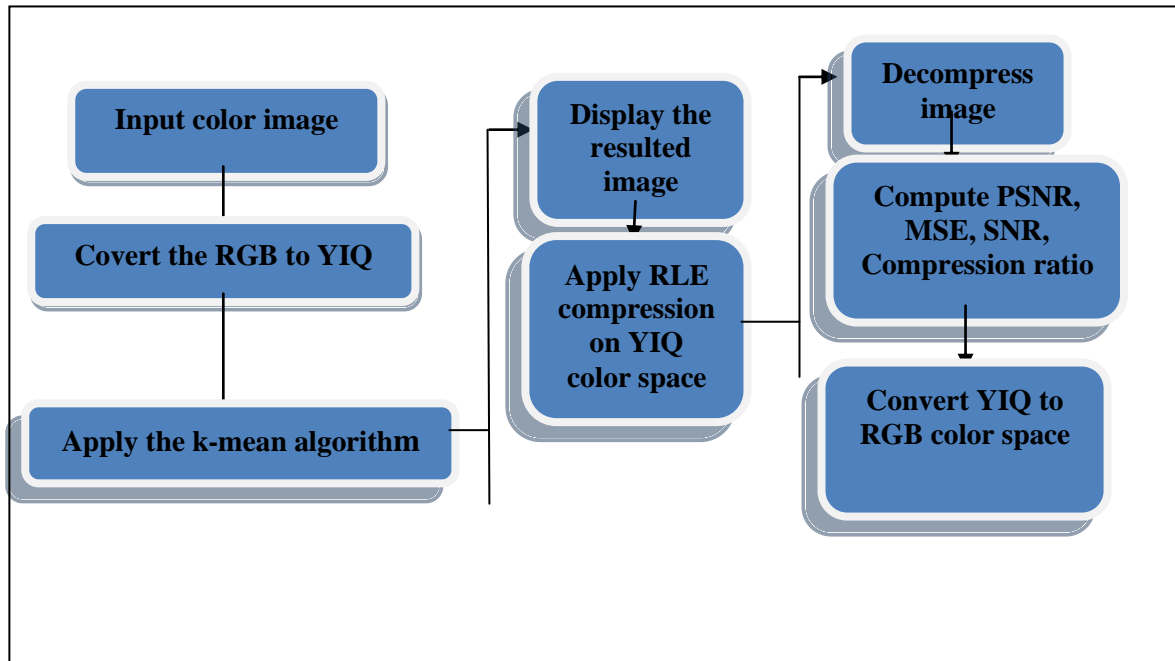 Input color image
Covert the RGB to YIQ
Apply the k-mean algorithm
Display the
resulted
image
Apply RLE
compression
on YIQ
color space
Decompress
image
Compute PSNR,
MSE, SNR,
Compression ratio
Convert YIQ to
RGB color space